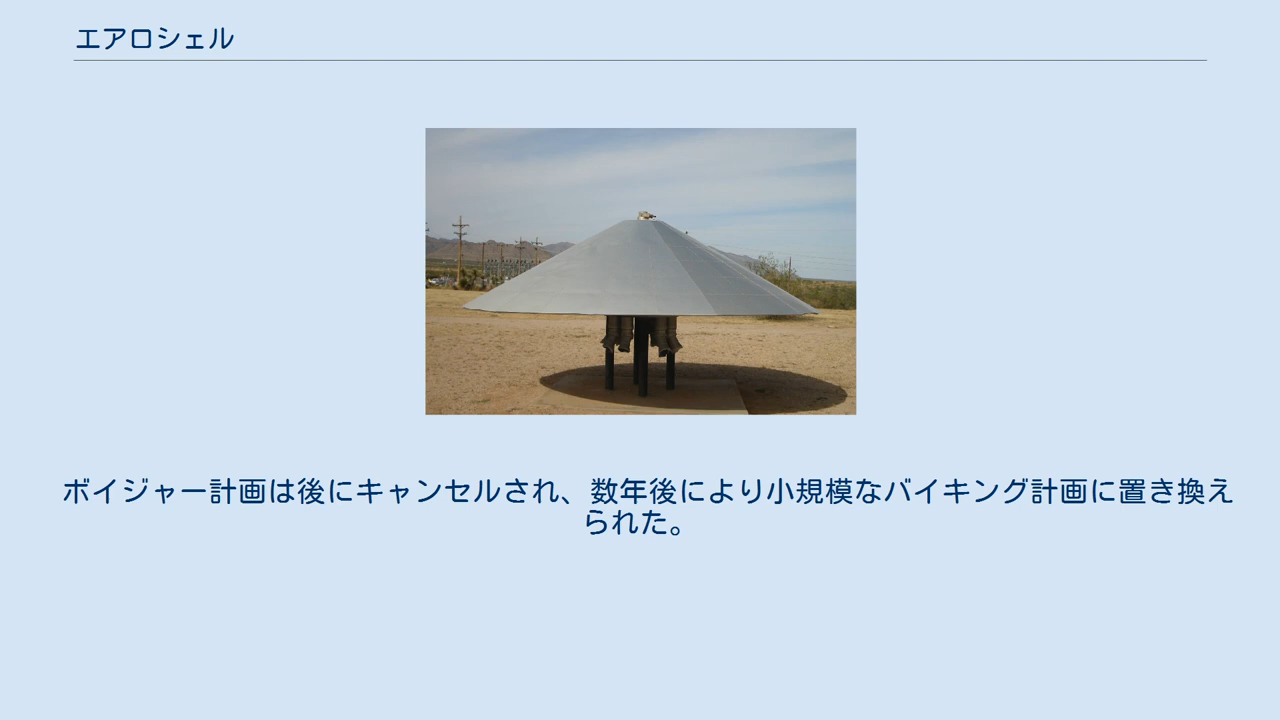 エアロシェル
ボイジャー計画は後にキャンセルされ、数年後により小規模なバイキング計画に置き換え
られた。